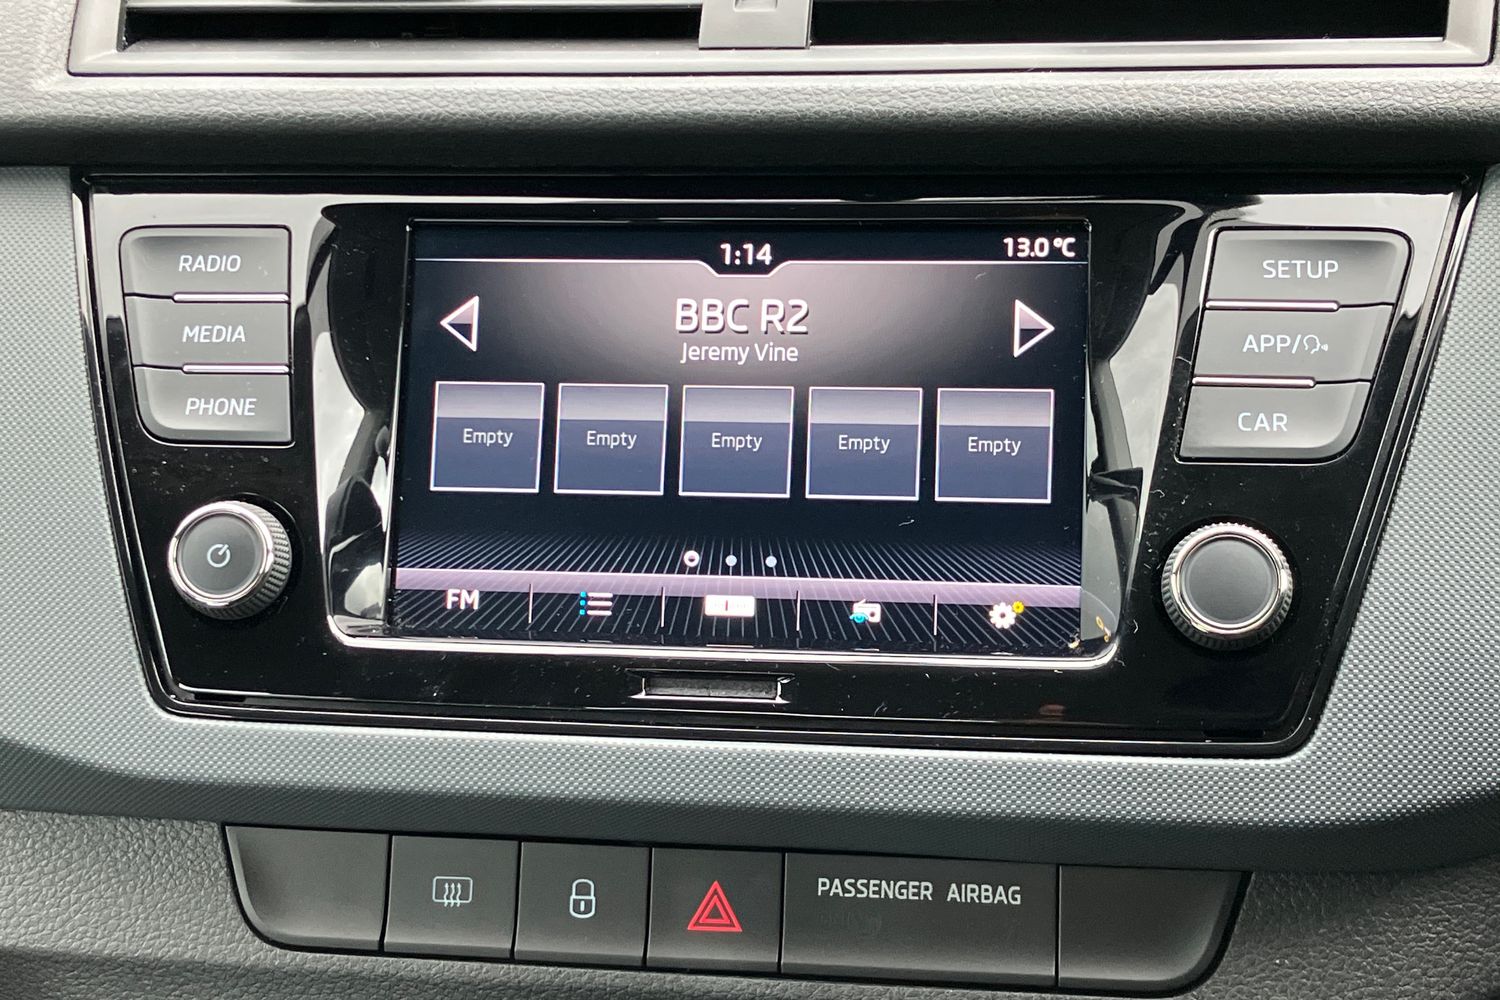 1:14
13.0°C
BBC R2
Jeremy Vine
Empty
Empty
Empty
Empty
Empty
FM
RADIO
MEDIA
PHONE
SETUP
APP/
CAR
PASSENGER AIRBAG